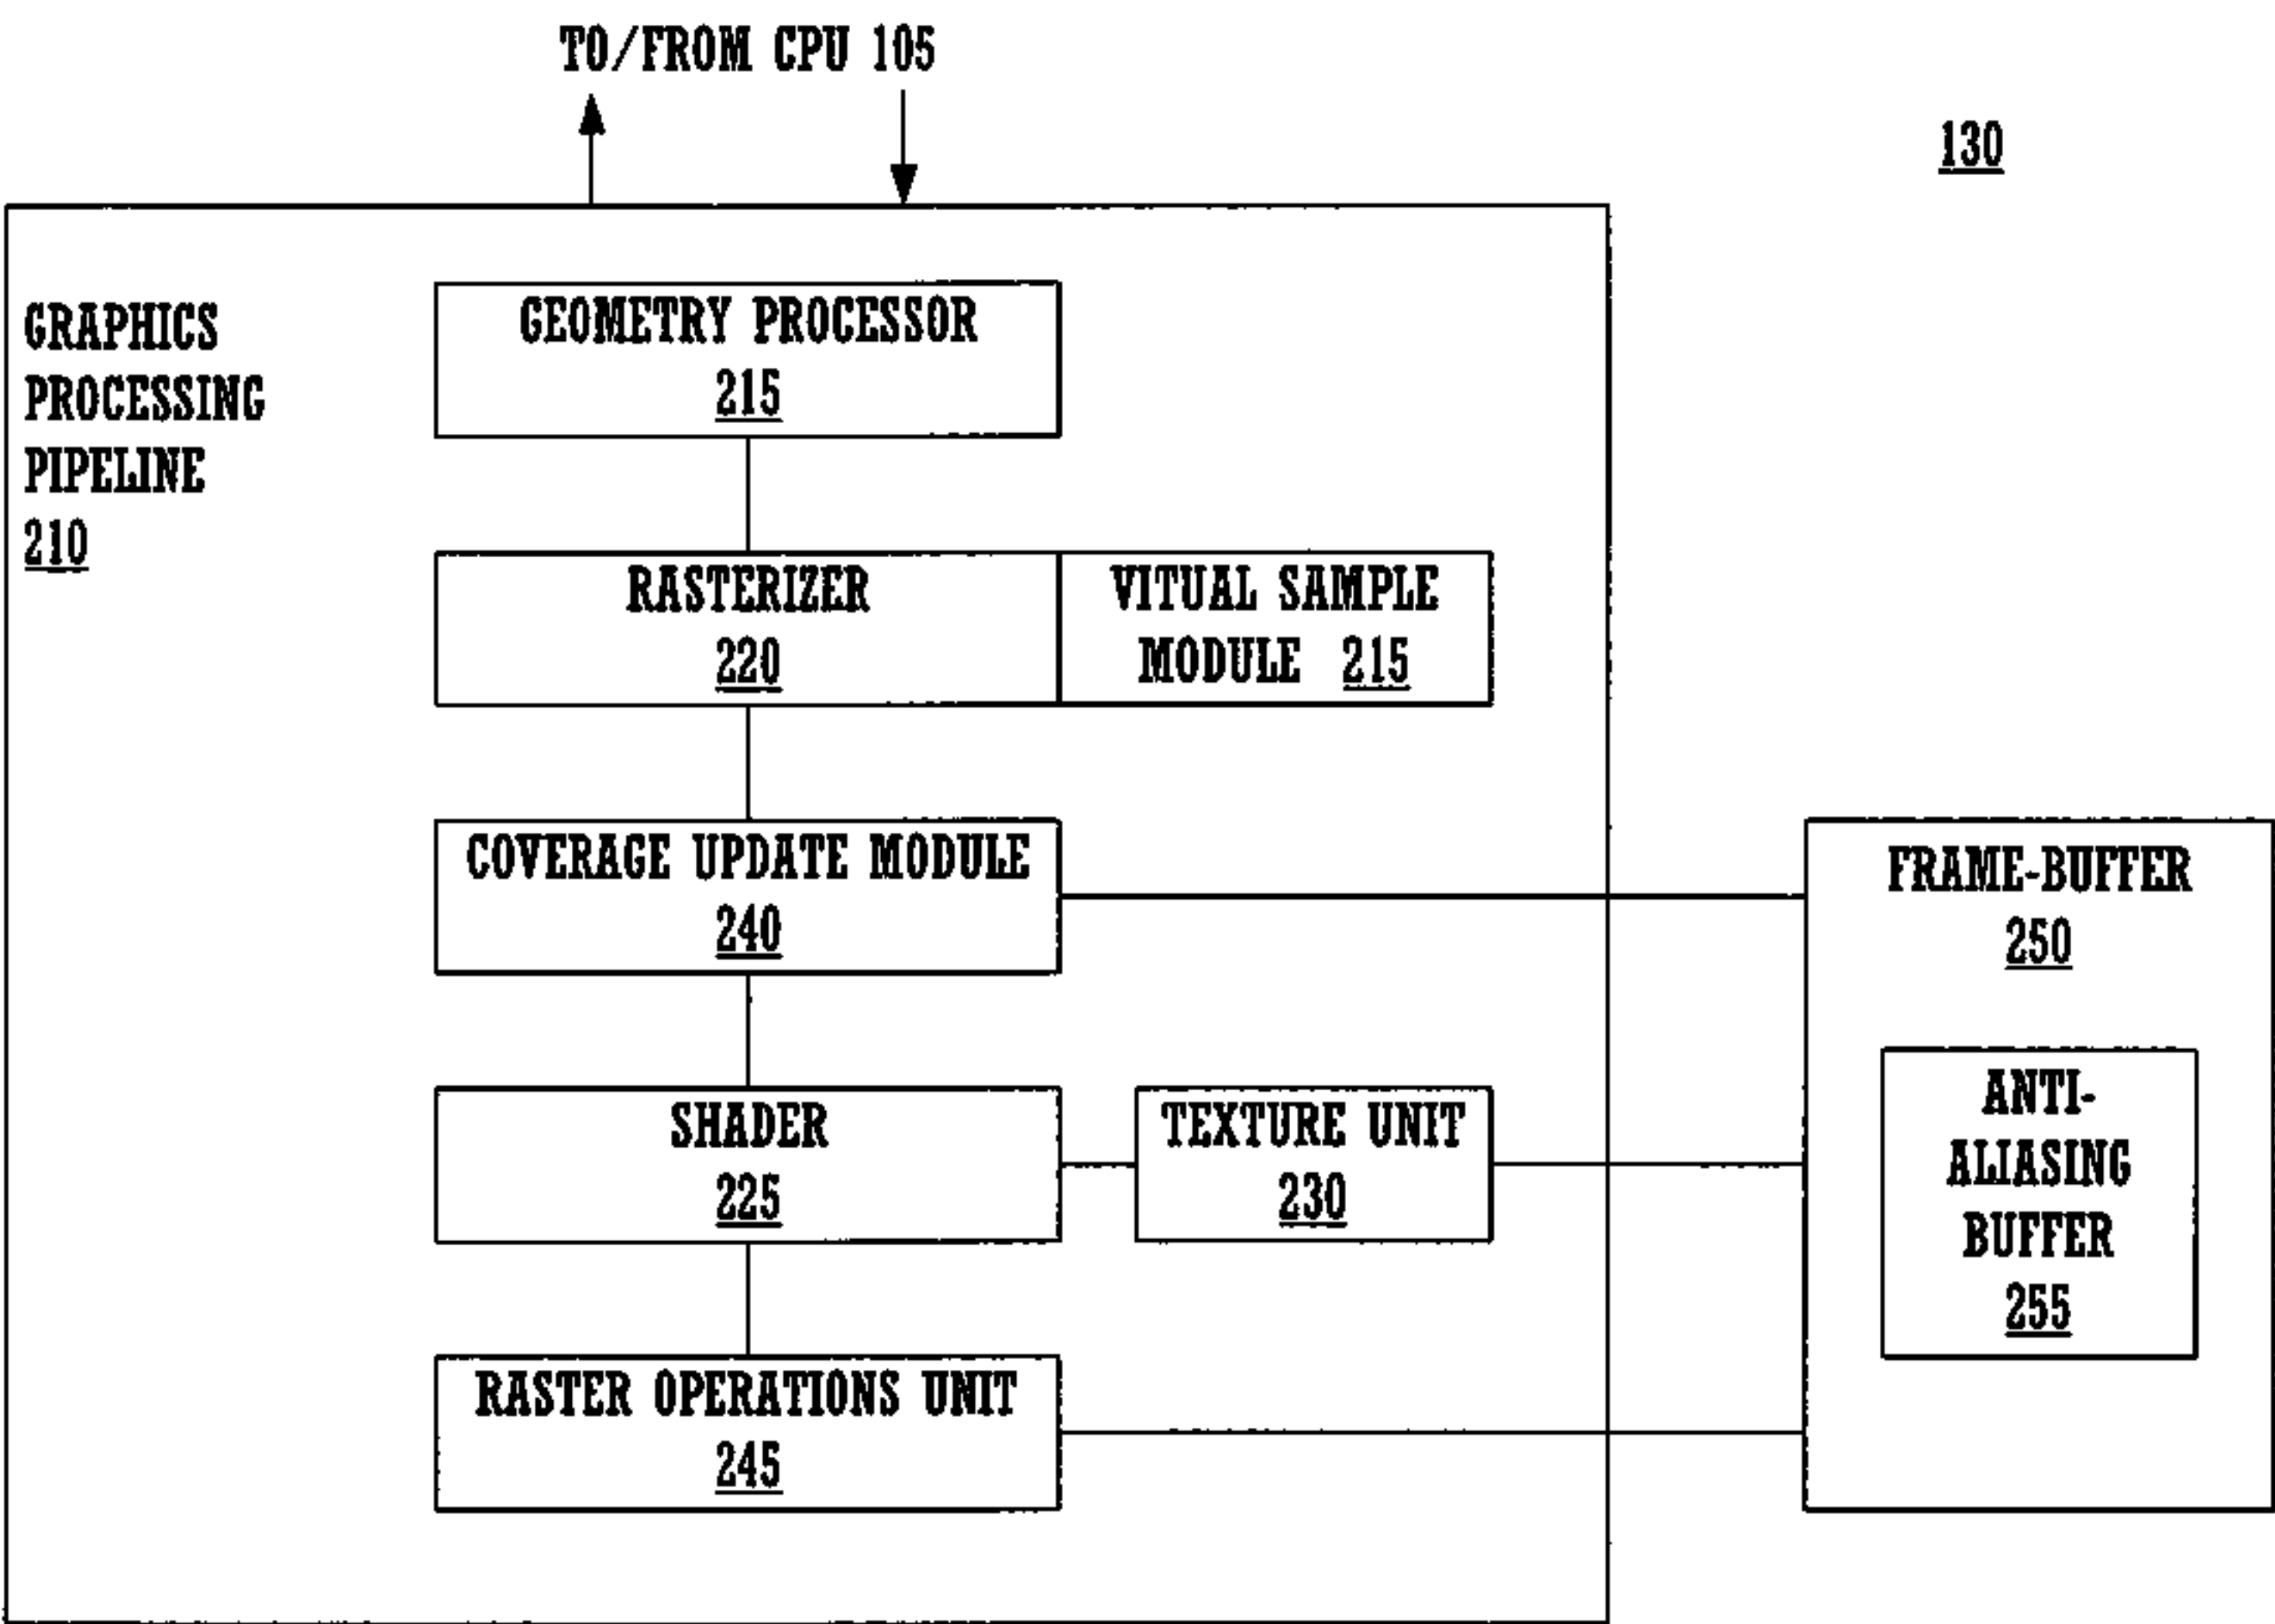 TO/FROM CPU 105
130
GRAPHICS
PROCESSING
PIPELINE
210
GEOMETRY PROCESSOR
215
RASTERIZER
220
VITUAL SAMPLE
MODULE 215
COVERAGE UPDATE MODULE
240
SHADER
225
TEXTURE UNIT
230
RASTER OPERATIONS UNIT
245
FRAME-BUFFER
250
ANTI-
ALIASING
BUFFER
255